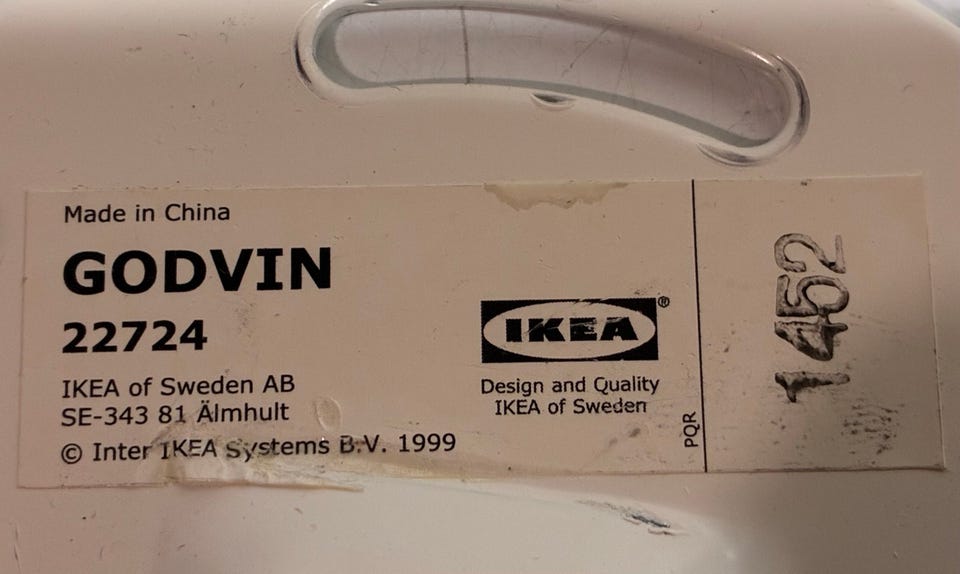 Made in China
GODVIN
22724
IKEA of Sweden AB
SE-343 81 Älmhult
© Inter IKEA Systems B.V. 1999
IKEA®
Design and Quality
IKEA of Sweden
PQR
1452